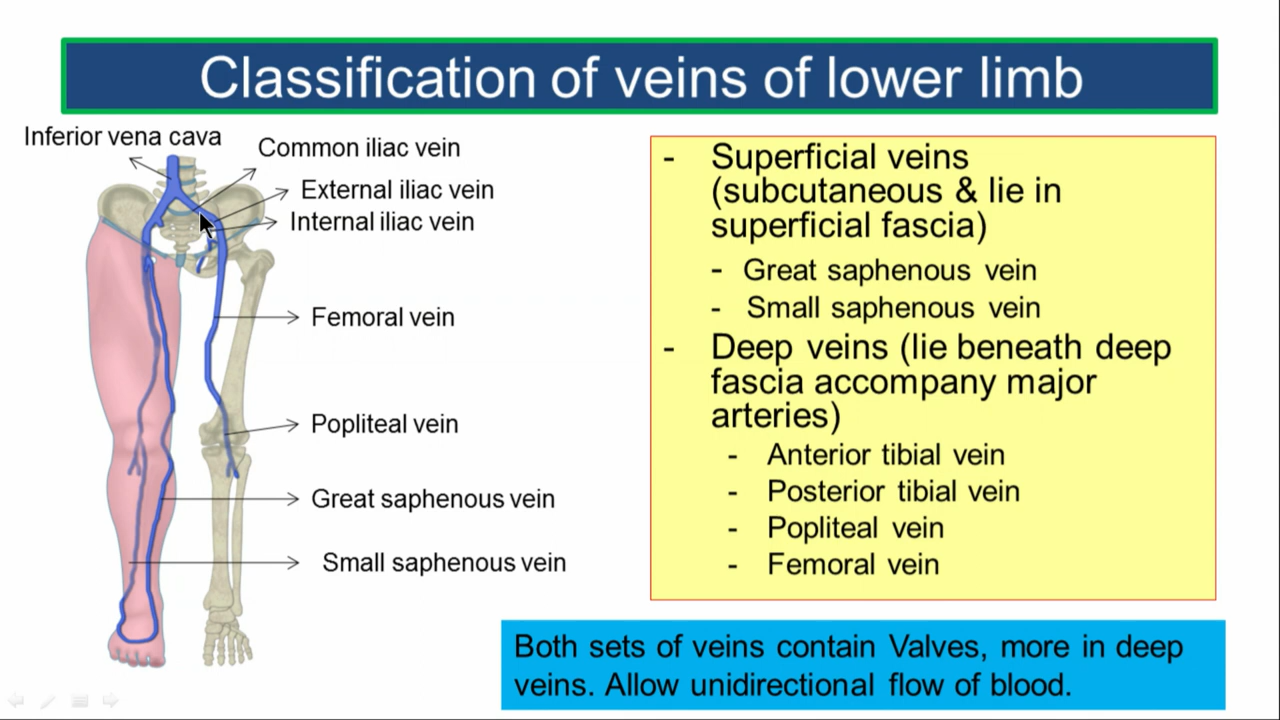 Classification of veins of lower limb
Inferior vena cava
Common iliac vein
External iliac vein
Internal iliac vein
Femoral vein
Popliteal vein
Great saphenous vein
Small saphenous vein
- Superficial veins
(subcutaneous & lie in
superficial fascia)
- Great saphenous vein
- Small saphenous vein
- Deep veins (lie beneath deep
fascia accompany major
arteries)
- Anterior tibial vein
- Posterior tibial vein
- Popliteal vein
- Femoral vein
Both sets of veins contain Valves, more in deep
veins. Allow unidirectional flow of blood.